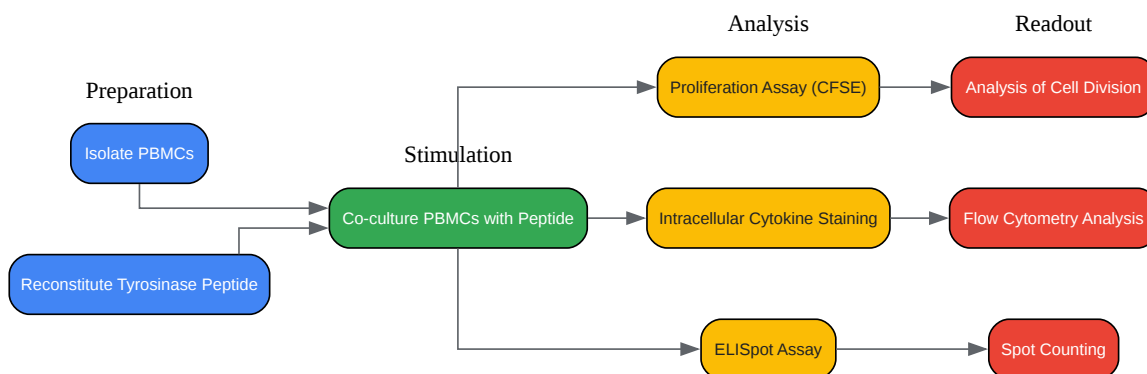 Preparation
Isolate PBMCs
Reconstitute Tyrosinase Peptide
Stimulation
Co-culture PBMCs with Peptide
Analysis
Proliferation Assay (CFSE)
Intracellular Cytokine Staining
ELISpot Assay
Readout
Analysis of Cell Division
Flow Cytometry Analysis
Spot Counting